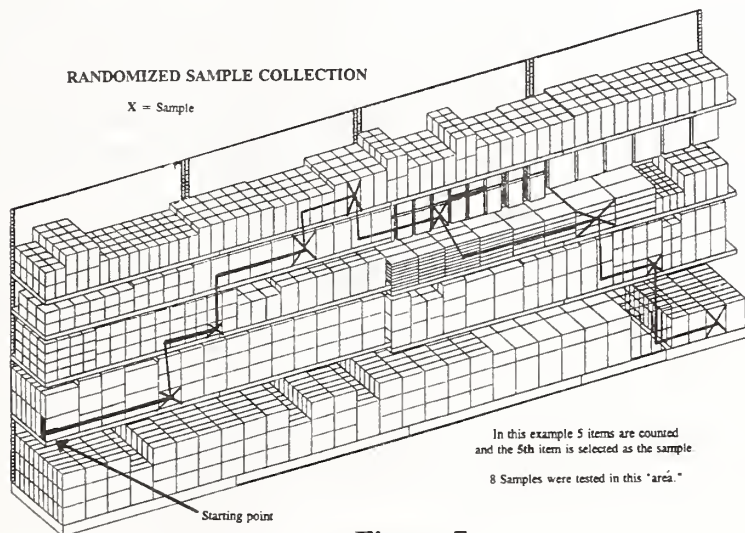 RANDOMIZED SAMPLE COLLECTION
X = Sample
In this example 5 items are counted
and the 5th item is selected as the sample.
8 Samples were tested in this "area."
Starting point